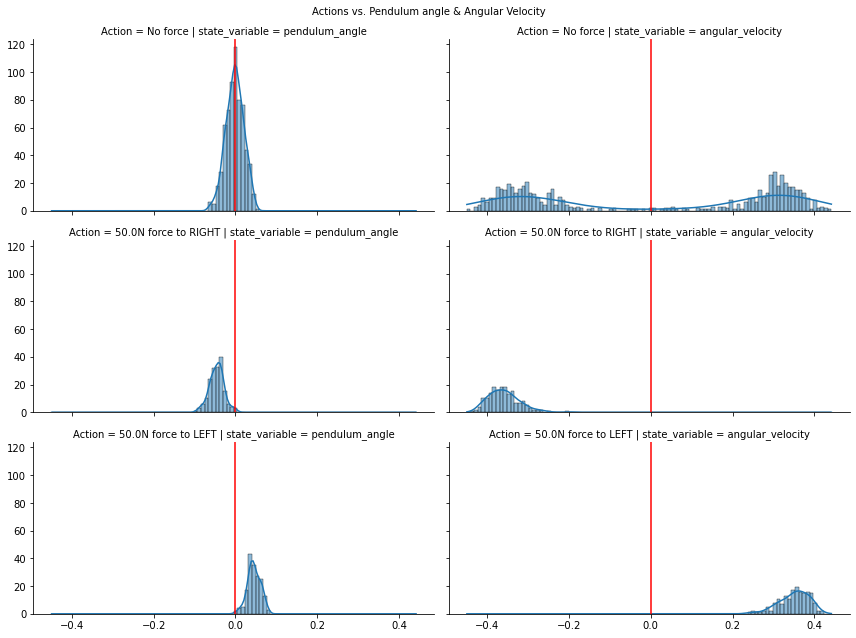 Actions vs. Pendulum angle & Angular Velocity
Action = No force | state_variable = pendulum_angle
Action = No force | state_variable = angular_velocity
120
100
80
60
40
20
0
Action = 50.0N force to RIGHT | state_variable = pendulum_angle
Action = 50.0N force to RIGHT | state_variable = angular_velocity
120
100
80
60
40
20
0
Action = 50.0N force to LEFT | state_variable = pendulum_angle
Action = 50.0N force to LEFT | state_variable = angular_velocity
120
100
80
60
40
20
0
−0.4 −0.2 0.0 0.2 0.4
−0.4 −0.2 0.0 0.2 0.4